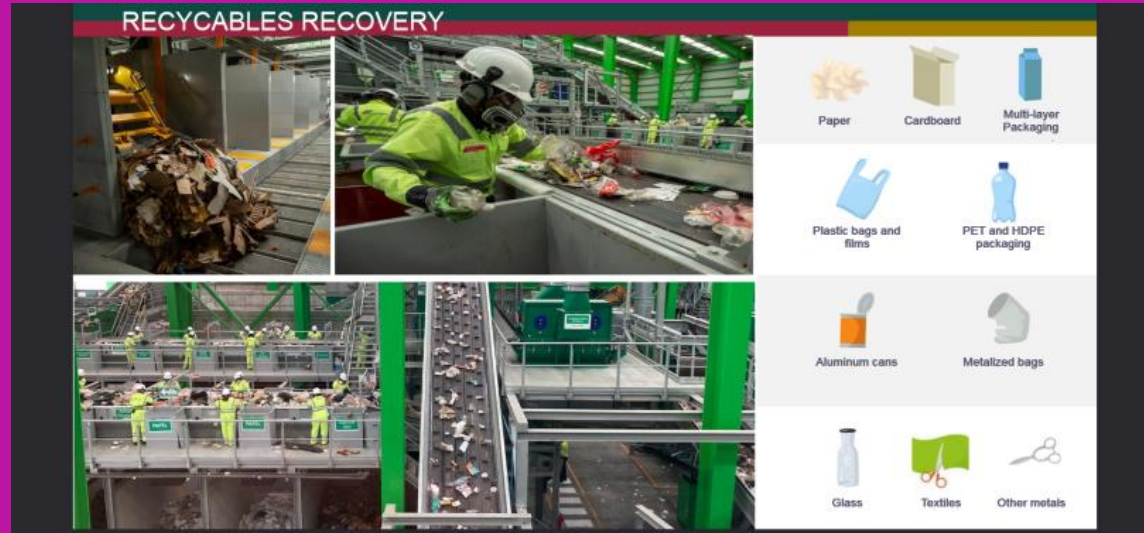 RECYCABLES RECOVERY
Paper
Cardboard
Multi-layer
Packaging
Plastic bags and
films
PET and HDPE
packaging
Aluminum cans
Metalized bags
Glass
Textiles
Other metals